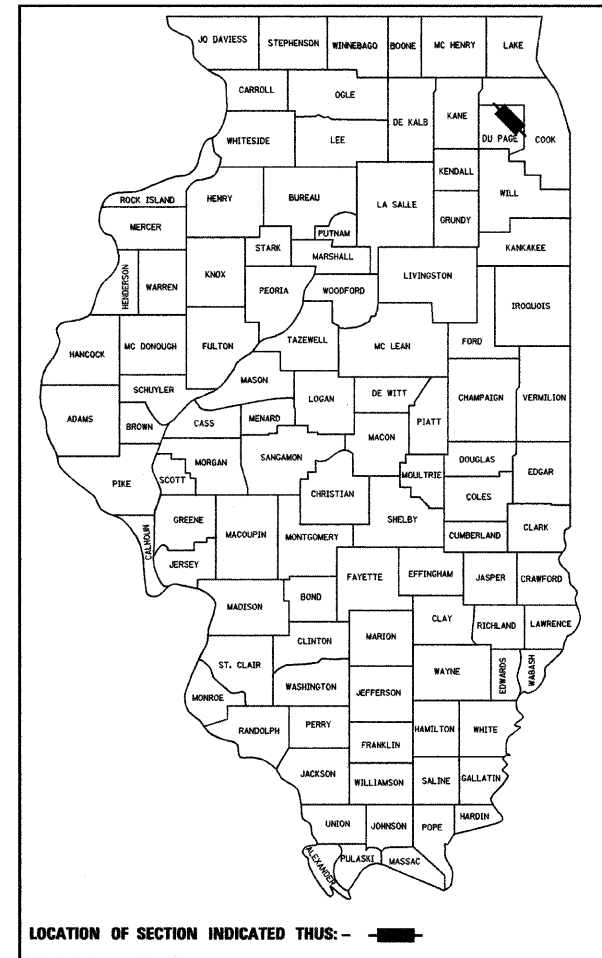 JO DAVIESS
STEPHENSON
WINNEBAGO
BOONE
MC HENRY
LAKE
CARROLL
OGLE
DE KALB
KANE
DU PAGE
COOK
WHITESIDE
LEE
KENDALL
WILL
ROCK ISLAND
HENRY
BUREAU
LA SALLE
GRUNDY
MERCER
PUTNAM
KANKAKEE
STARK
MARSHALL
HENDERSON
WARREN
KNOX
PEORIA
WOODFORD
LIVINGSTON
IROQUOIS
HANCOCK
MC DONOUGH
FULTON
TAZEWELL
MC LEAN
FORD
SCHUYLER
MASON
LOGAN
DE WITT
CHAMPAIGN
VERMILION
ADAMS
BROWN
CASS
MENARD
MACON
PIATT
PIKE
SCOTT
MORGAN
SANGAMON
CHRISTIAN
MOULTRIE
DOUGLAS
COLES
EDGAR
CALHOUN
GREENE
MACOUPIN
MONTGOMERY
SHELBY
CUMBERLAND
CLARK
JERSEY
FAYETTE
EFFINGHAM
JASPER
CRAWFORD
MADISON
BOND
CLAY
RICHLAND
LAWRENCE
CLINTON
MARION
ST. CLAIR
WAYNE
EDWARDS
WABASH
MONROE
WASHINGTON
JEFFERSON
RANDOLPH
PERRY
HAMILTON
WHITE
FRANKLIN
JACKSON
WILLIAMSON
SALINE
GALLATIN
UNION
JOHNSON
POPE
HARDIN
ALEXANDER
PULASKI
MASSAC
LOCATION OF SECTION INDICATED THUS: -